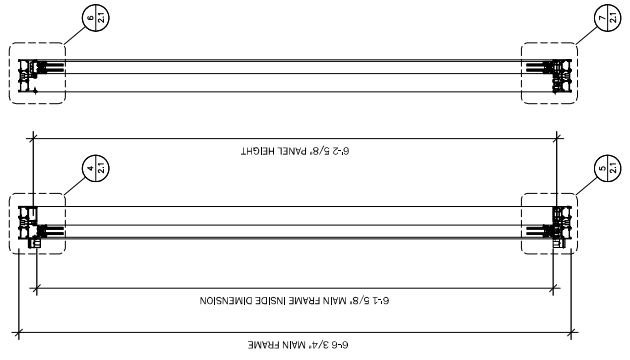 6
2.1
7
2.1
6'-2 5/8" PANEL HEIGHT
4
2.1
5
2.1
6'-1 5/8" MAIN FRAME INSIDE DIMENSION
6'-6 3/4" MAIN FRAME